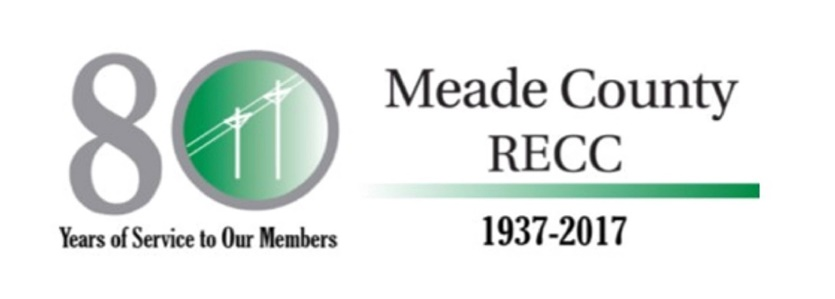 80
Years of Service to Our Members
Meade County
RECC
1937-2017